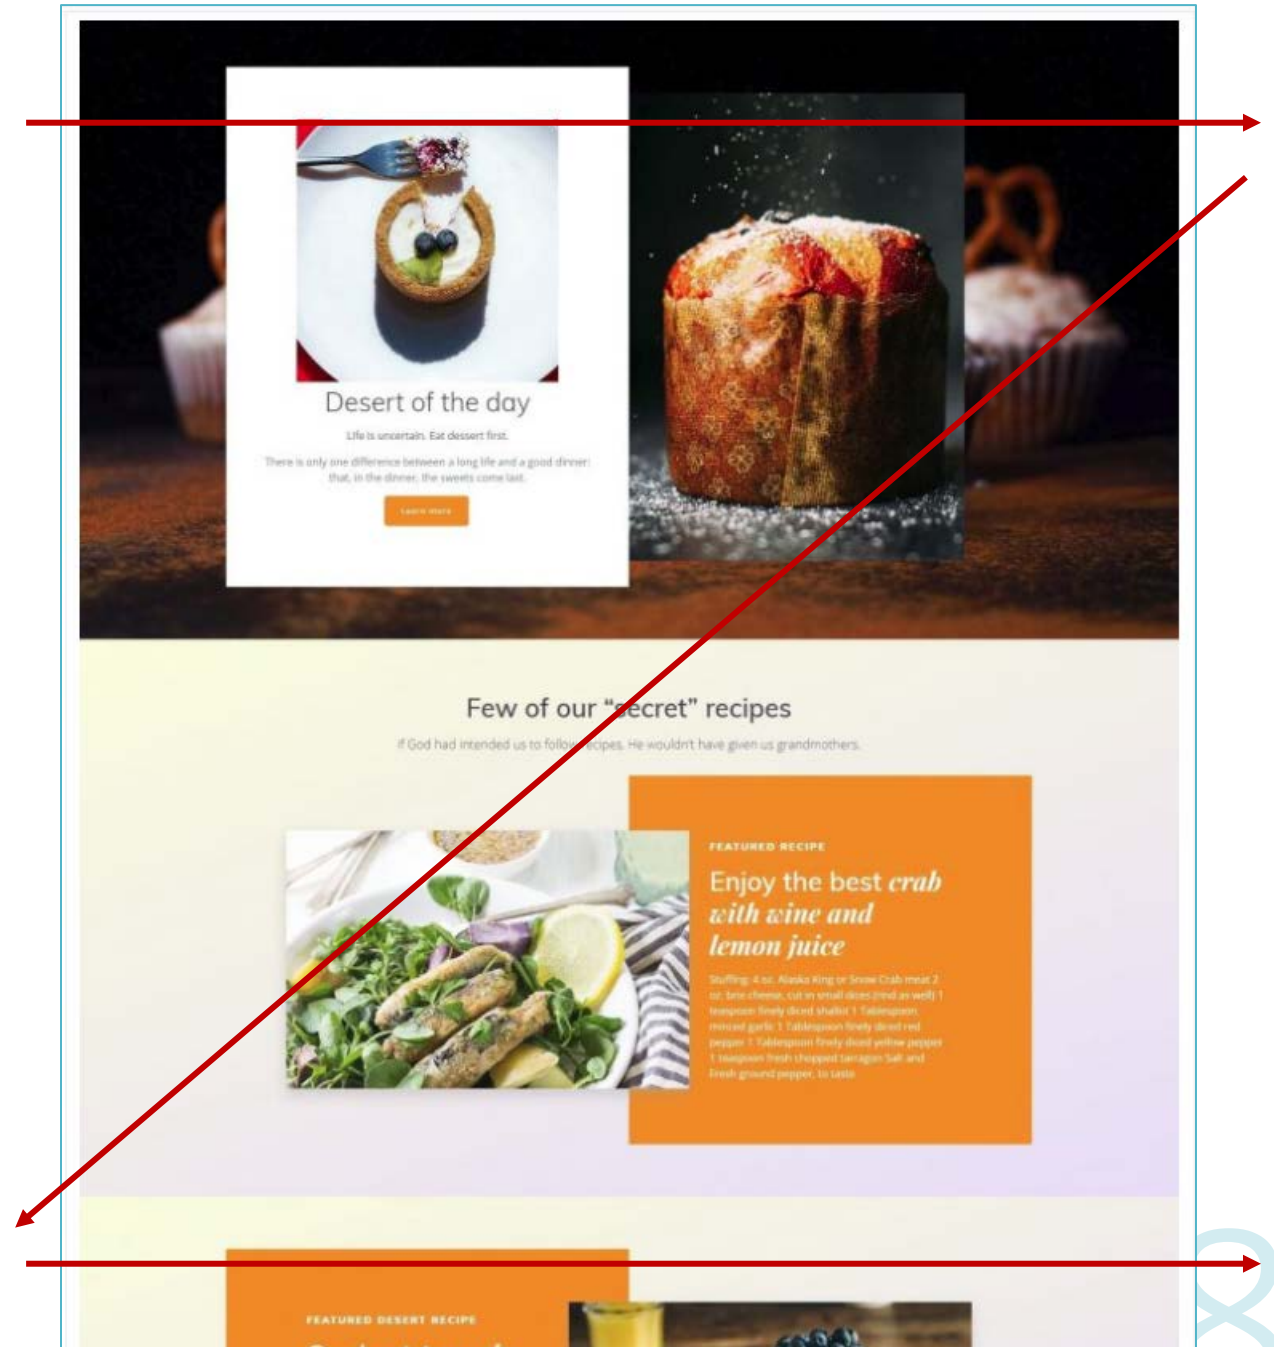 Desert of the day
Life is uncertain. Eat dessert first.
There is only one difference between a long life and a good dinner:
that, in the dinner, the sweets come last.
Learn more
Few of our “secret” recipes
If God had intended us to follow recipes. He wouldn't have given us grandmothers.
FEATURED RECIPE
Enjoy the best crab
with wine and
lemon juice
Stuffing: 4 oz. Alaska King or Snow Crab meat 2
oz. brie cheese, cut in small dices (rind as well) 1
teaspoon finely diced shallot 1 Tablespoon
minced garlic 1 Tablespoon finely diced red
pepper 1 Tablespoon finely diced yellow pepper
1 teaspoon fresh chopped tarragon Salt and
Fresh ground pepper, to taste
FEATURED DESERT RECIPE